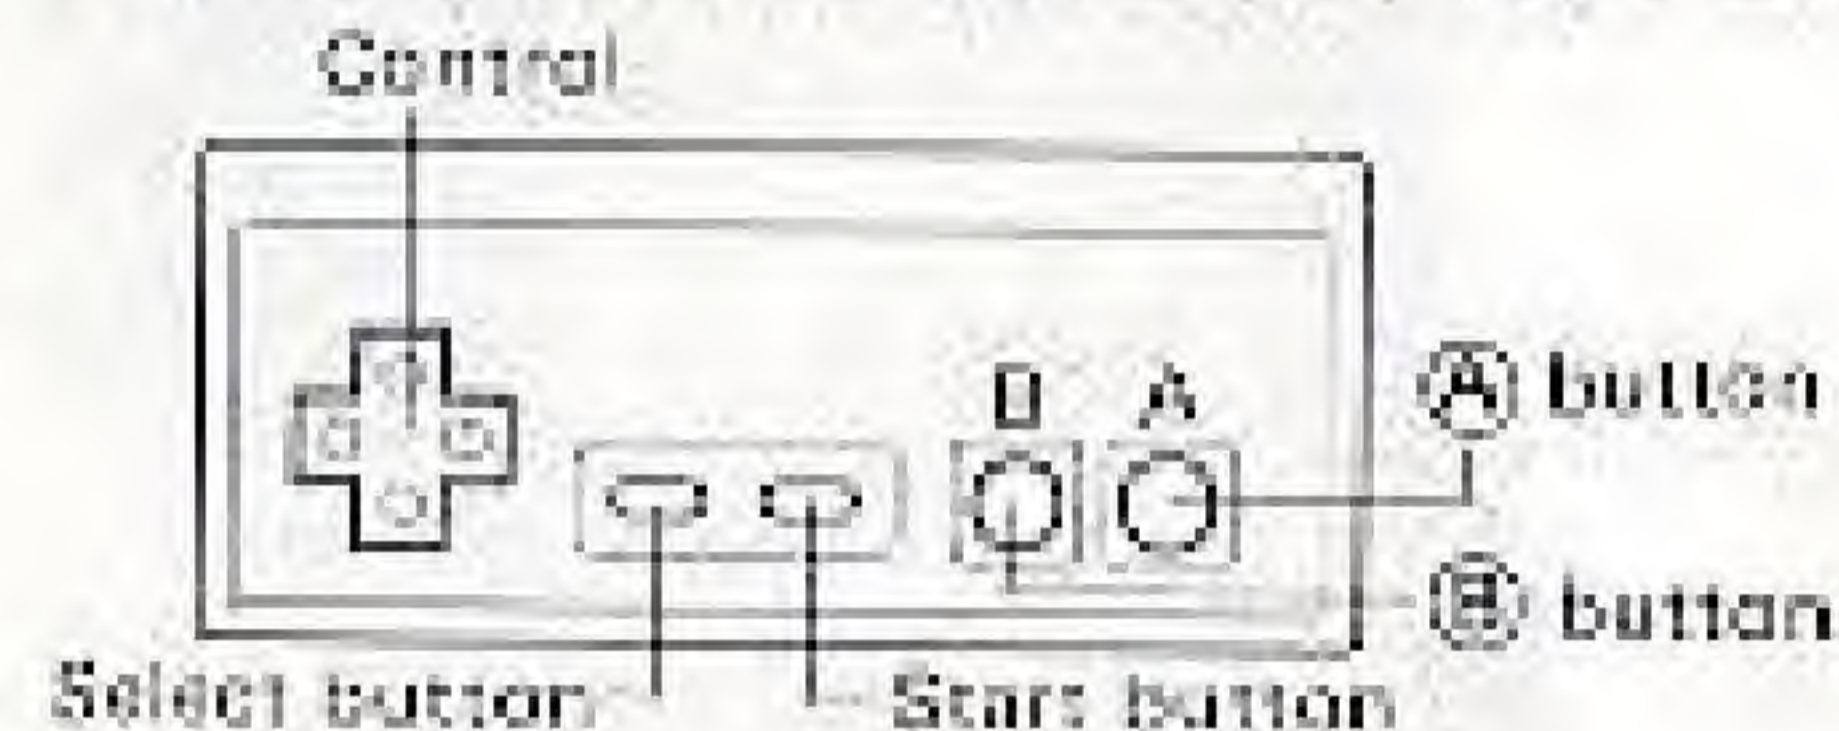 Control
B A
Ⓐ button
Ⓑ button
Select button
Start button